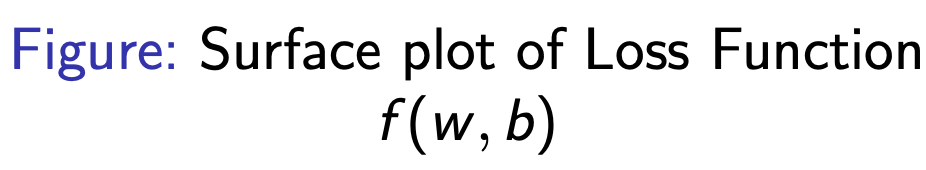 Figure: Surface plot of Loss Function
f(w, b)